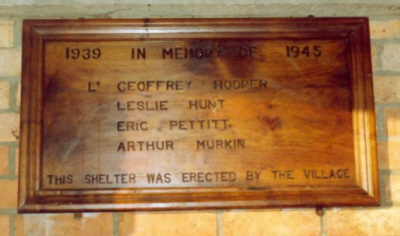 1939 IN MEMORY OF 1945
Lt GEOFFREY HOOPER
LESLIE HUNT
ERIC PETTITT
ARTHUR MURKIN
THIS SHELTER WAS ERECTED BY THE VILLAGE